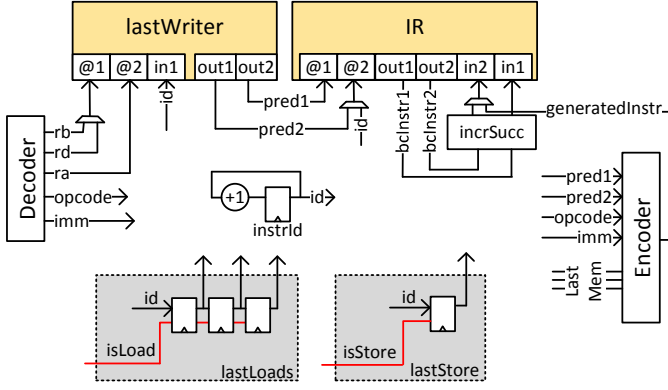 lastWriter
IR
@1 @2 in1 out1 out2
@1 @2 out1 out2 in2 in1
id
pred1
pred2
id
bcInstr1
bcInstr2
incrSucc
generatedInstr
Decoder
rb
rd
ra
opcode
imm
+1
id
instrId
pred1
pred2
opcode
imm
Last
Mem
Encoder
id
isLoad
lastLoads
id
isStore
lastStore